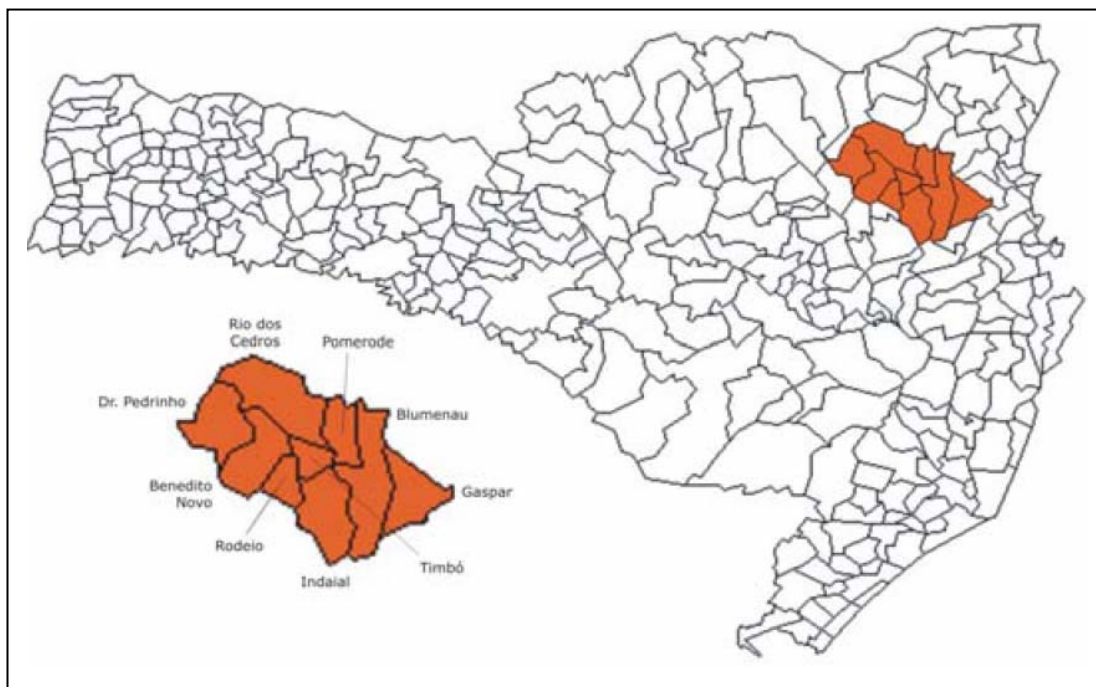 Rio dos
Cedros
Pomerode
Dr. Pedrinho
Blumenau
Benedito
Novo
Gaspar
Rodeio
Timbó
Indaial